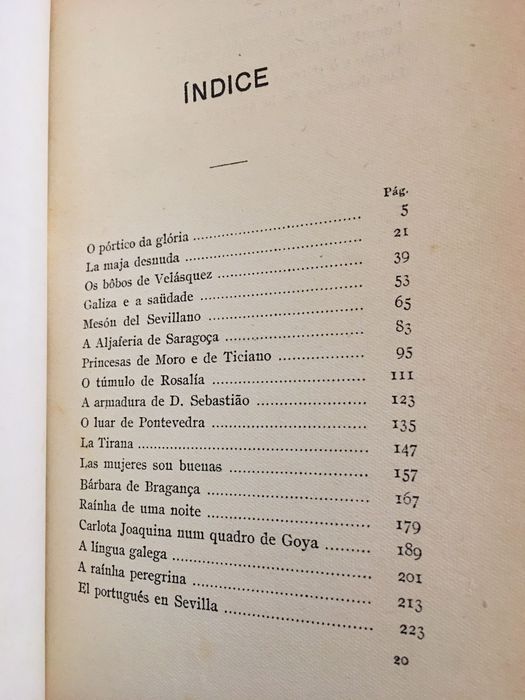 ÍNDICE
Pág.
O pórtico da glória ........................ 5
La maja desnuda ........................ 21
Os bôbos de Velásquez ........................ 39
Galiza e a saüdade ........................ 53
Mesón del Sevillano ........................ 65
A Aljafería de Saragoça ........................ 83
Princesas de Moro e de Ticiano ............... 95
O túmulo de Rosalía ........................ 111
A armadura de D. Sebastião .................. 123
O luar de Pontevedra ........................ 135
La Tirana ........................ 147
Las mujeres son buenas ........................ 157
Bárbara de Bragança ........................ 167
Raínha de uma noite ........................ 179
Carlota Joaquina num quadro de Goya ......... 189
A língua galega ........................ 201
A raínha peregrina ........................ 213
El portugués en Sevilla ........................ 223
20